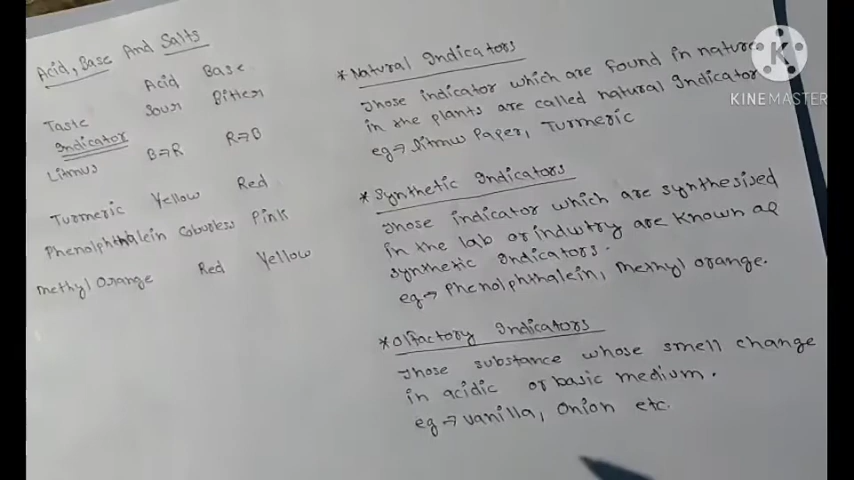 Acid, Base And Salts
Acid Base
Taste Sour Bitter
Indicator
Litmus B→R R→B
Turmeric Yellow Red
Phenolphthalein Colourless Pink
Methyl Orange Red Yellow
*Natural Indicators
Those indicator which are found in nature
in the plants are called natural Indicator
eg→ litmus Paper, Turmeric
*Synthetic Indicators
Those indicator which are synthesised
in the lab or industry are known as
synthetic Indicators.
eg→ Phenolphthalein, Methyl orange.
*Olfactory Indicators
Those substance whose smell change
in acidic or basic medium.
eg→ vanilla, onion etc.
K
KINEMASTER